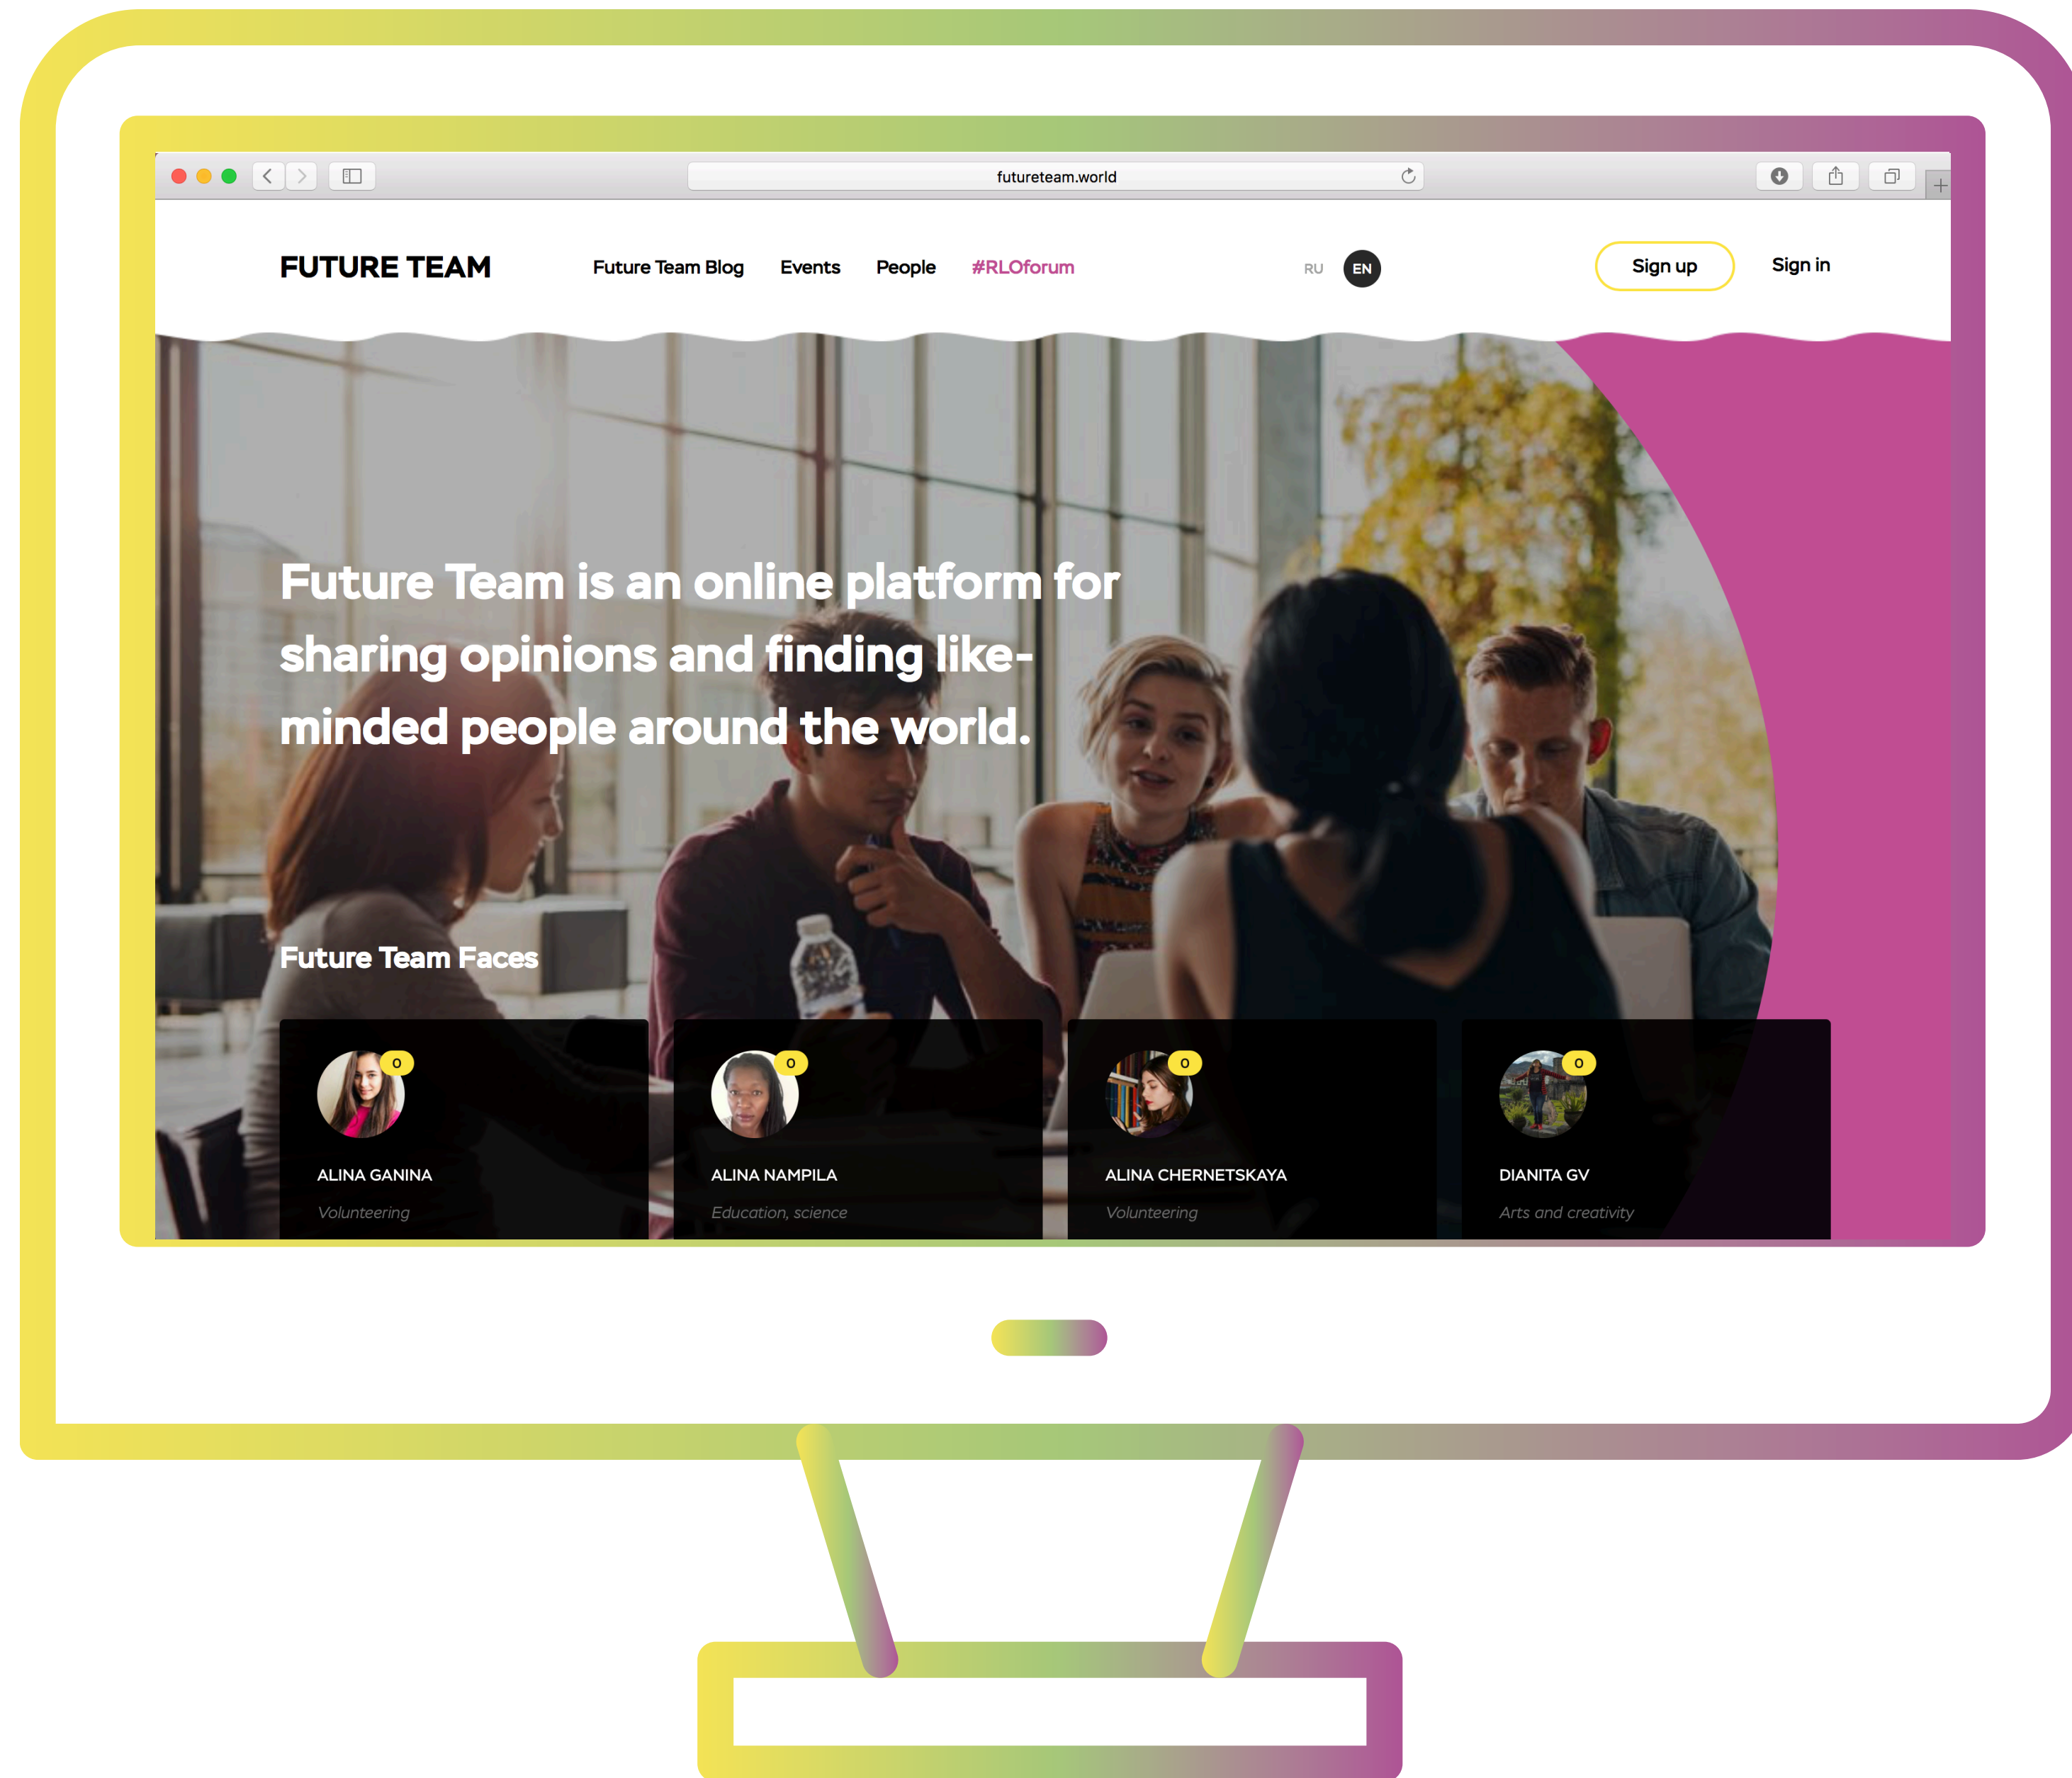 futureteam.world
FUTURE TEAM
Future Team Blog Events People #RLOforum
RU EN
Sign up Sign in
Future Team is an online platform for
sharing opinions and finding like-
minded people around the world.
Future Team Faces
0 0 0 0
ALINA GANINA ALINA NAMPILA ALINA CHERNETSKAYA DIANITA GV
Volunteering Education, science Volunteering Arts and creativity